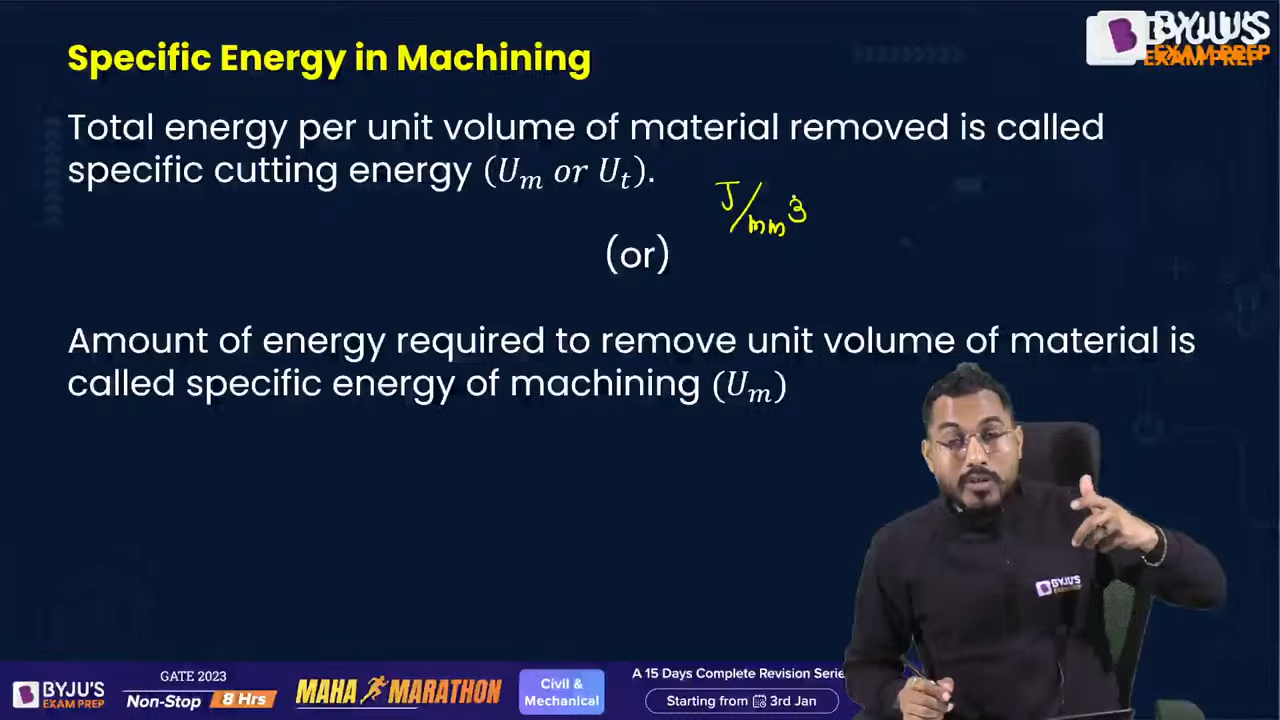 Specific Energy in Machining
BYJU'S
EXAM PREP
Total energy per unit volume of material removed is called
specific cutting energy (Um or Ut).
J/mm3
(or)
Amount of energy required to remove unit volume of material is
called specific energy of machining (Um)
BYJU'S
EXAM PREP
BYJU'S
EXAM PREP
GATE 2023
Non-Stop 8 Hrs
MAHA MARATHON
Civil &
Mechanical
A 15 Days Complete Revision Serie
Starting from 3rd Jan